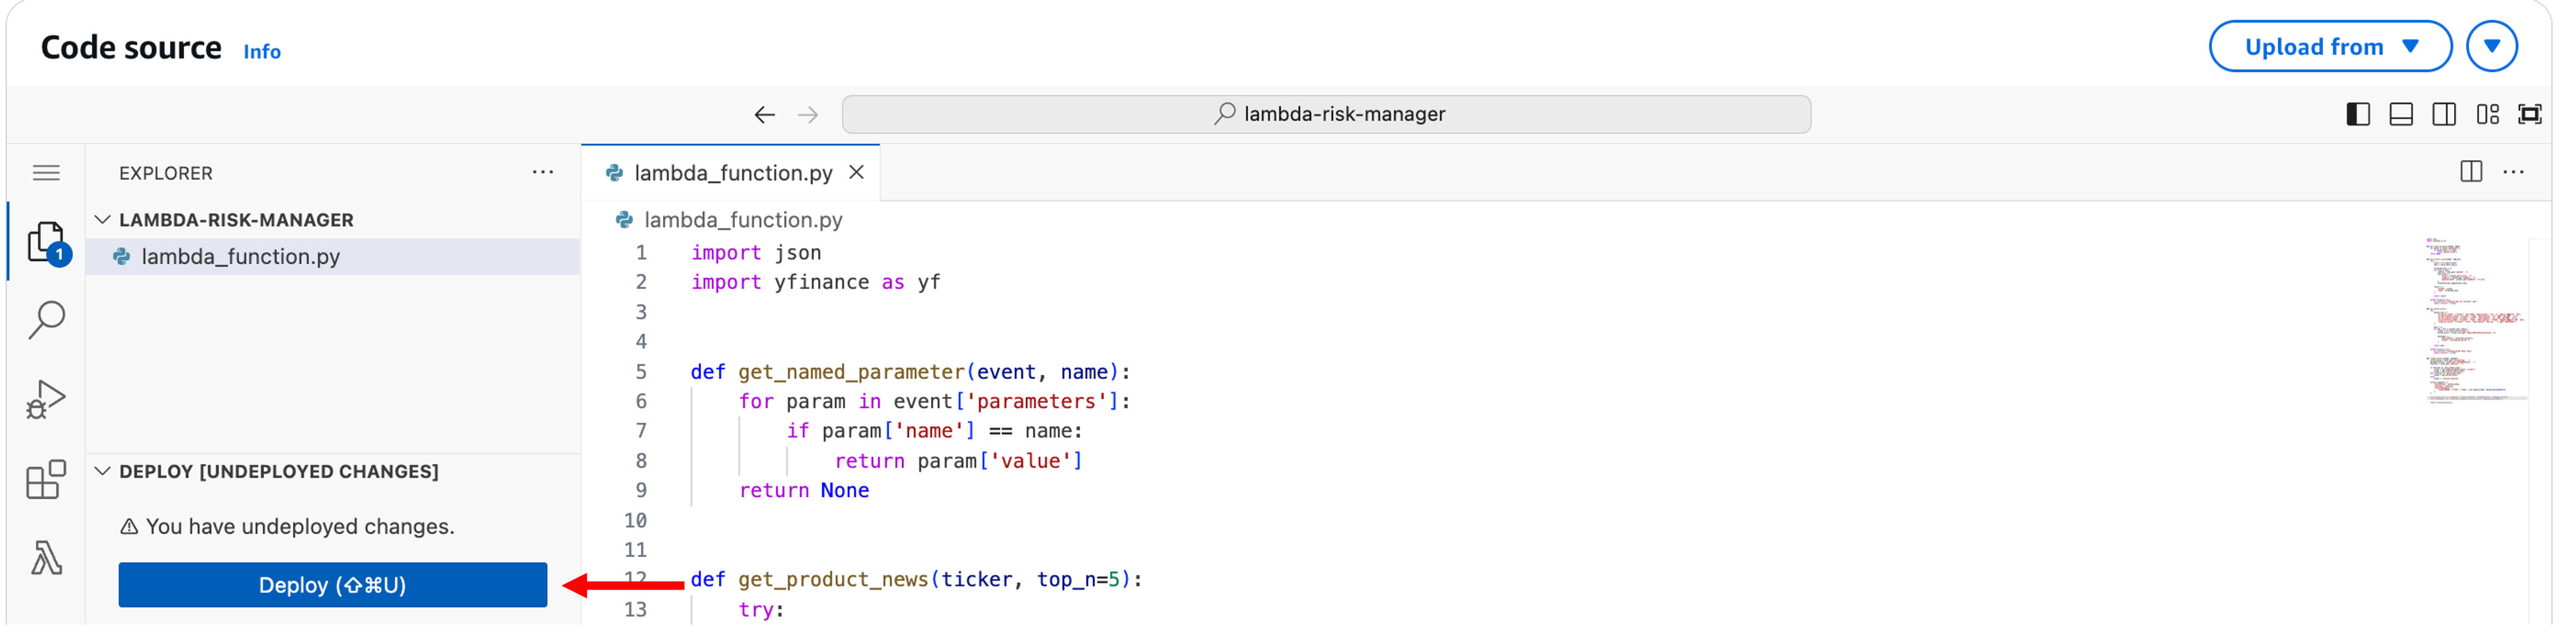 Code source Info
Upload from
lambda-risk-manager
EXPLORER
LAMBDA-RISK-MANAGER
lambda_function.py
1
DEPLOY [UNDEPLOYED CHANGES]
You have undeployed changes.
Deploy (⇧⌘U)
lambda_function.py
lambda_function.py
1 import json
2 import yfinance as yf
3
4
5 def get_named_parameter(event, name):
6 for param in event['parameters']:
7 if param['name'] == name:
8 return param['value']
9 return None
10
11
12 def get_product_news(ticker, top_n=5):
13 try: